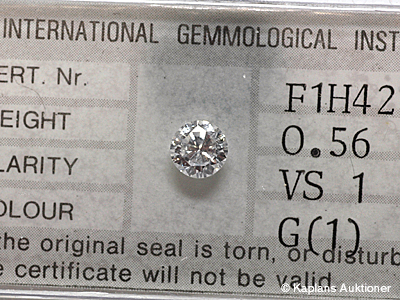 INTERNATIONAL GEMMOLOGICAL INST
ERT. Nr. F1H42
EIGHT 0.56
LARITY VS 1
OLOUR G(1)
the original seal is torn, or disturb
e certificate will not be valid
© Kaplans Auktioner